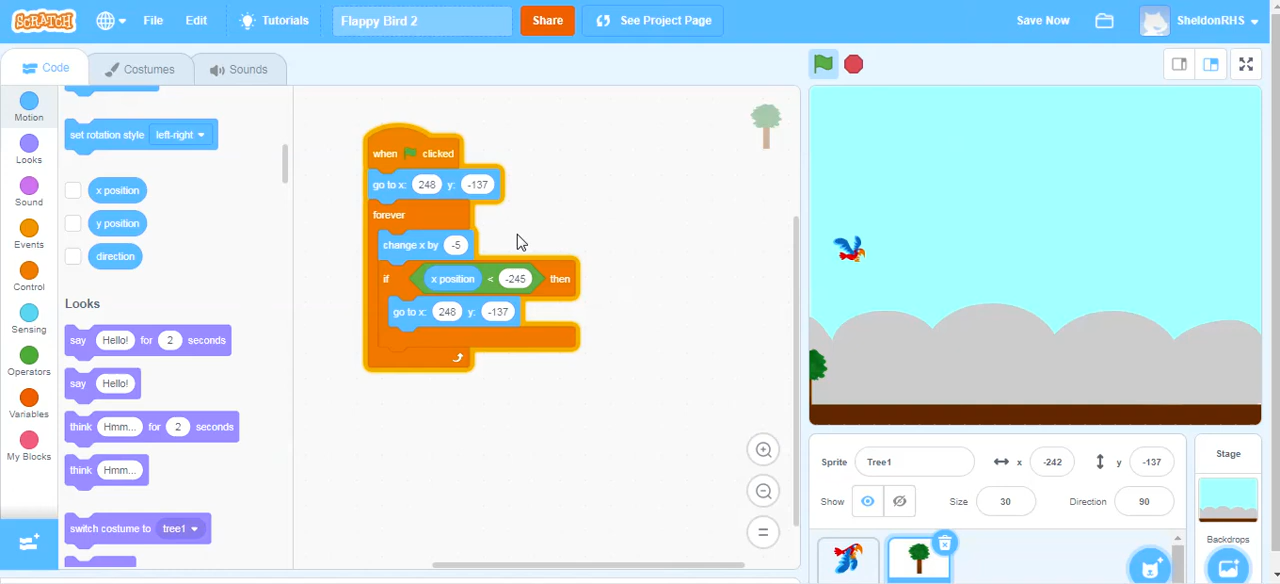 SCRATCH File Edit Tutorials Flappy Bird 2 Share See Project Page Save Now SheldonRHS
Code Costumes Sounds
Motion
Looks
Sound
Events
Control
Sensing
Operators
Variables
My Blocks
set rotation style left-right
x position
y position
direction
Looks
say Hello! for 2 seconds
say Hello!
think Hmm... for 2 seconds
think Hmm...
switch costume to tree1
when clicked
go to x: 248 y: -137
forever
change x by -5
if x position < -245 then
go to x: 248 y: -137
Sprite Tree1 x -242 y -137
Show Size 30 Direction 90
Stage
Backdrops